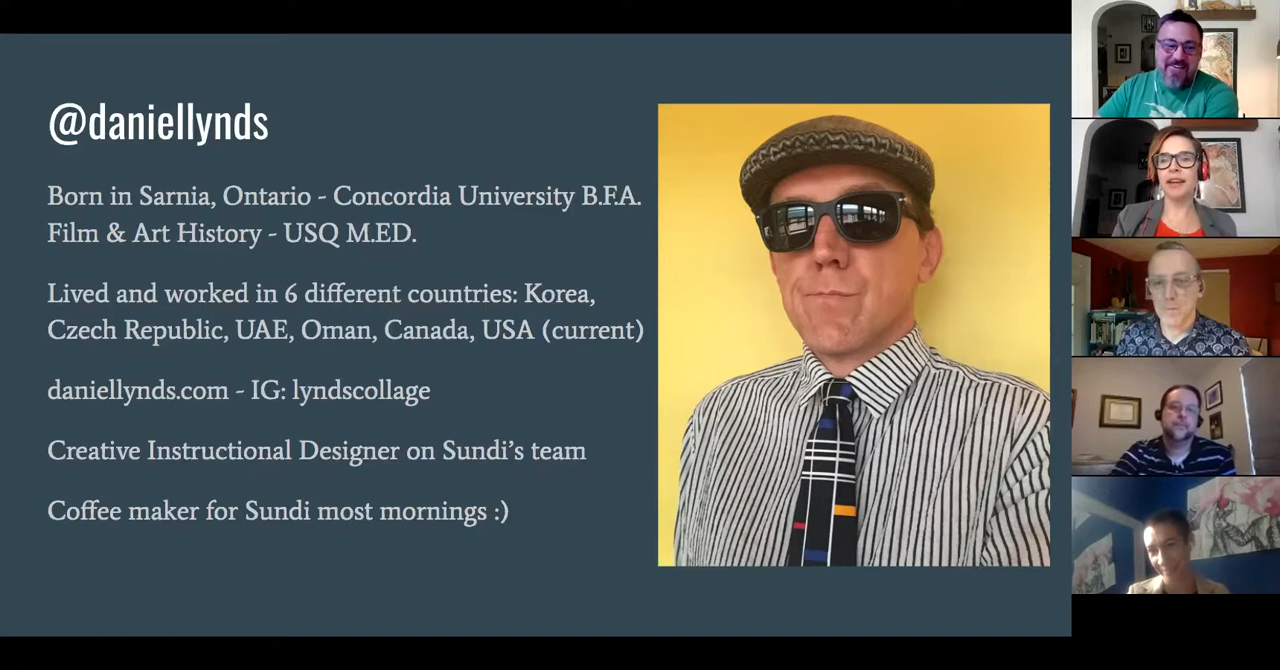 @daniellynds
Born in Sarnia, Ontario - Concordia University B.F.A.
Film & Art History - USQ M.ED.
Lived and worked in 6 different countries: Korea,
Czech Republic, UAE, Oman, Canada, USA (current)
daniellynds.com - IG: lyndscollage
Creative Instructional Designer on Sundi’s team
Coffee maker for Sundi most mornings :)